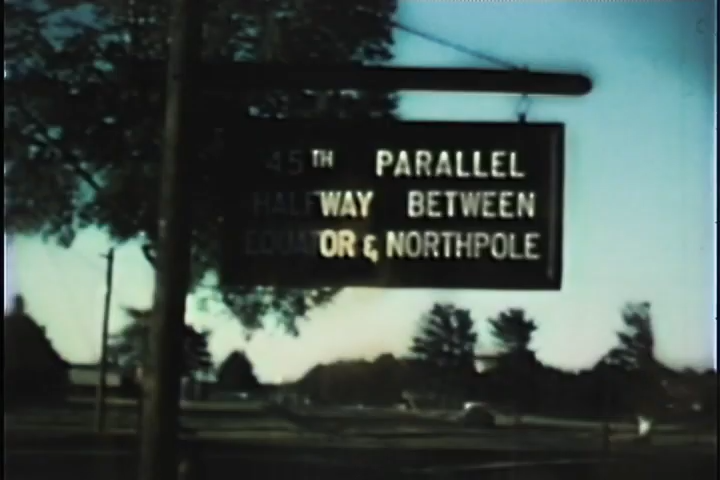 45TH PARALLEL
HALFWAY BETWEEN
EQUATOR & NORTHPOLE